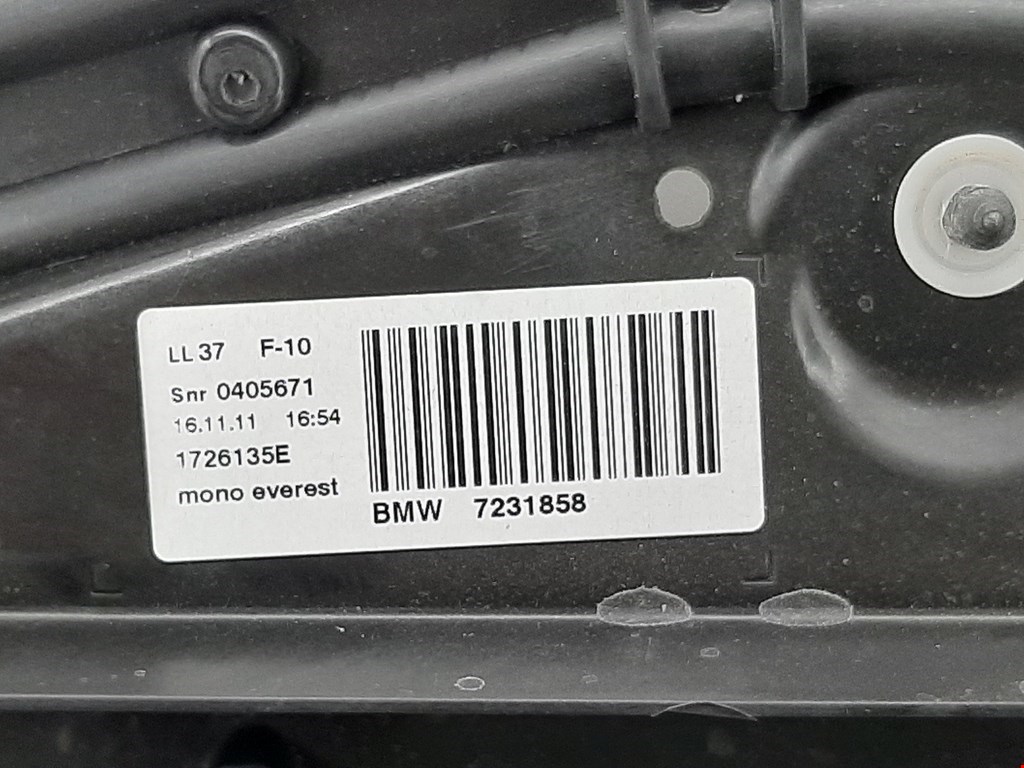 LL 37 F-10
Snr 0405671
16.11.11 16:54
1726135E
mono everest
BMW 7231858